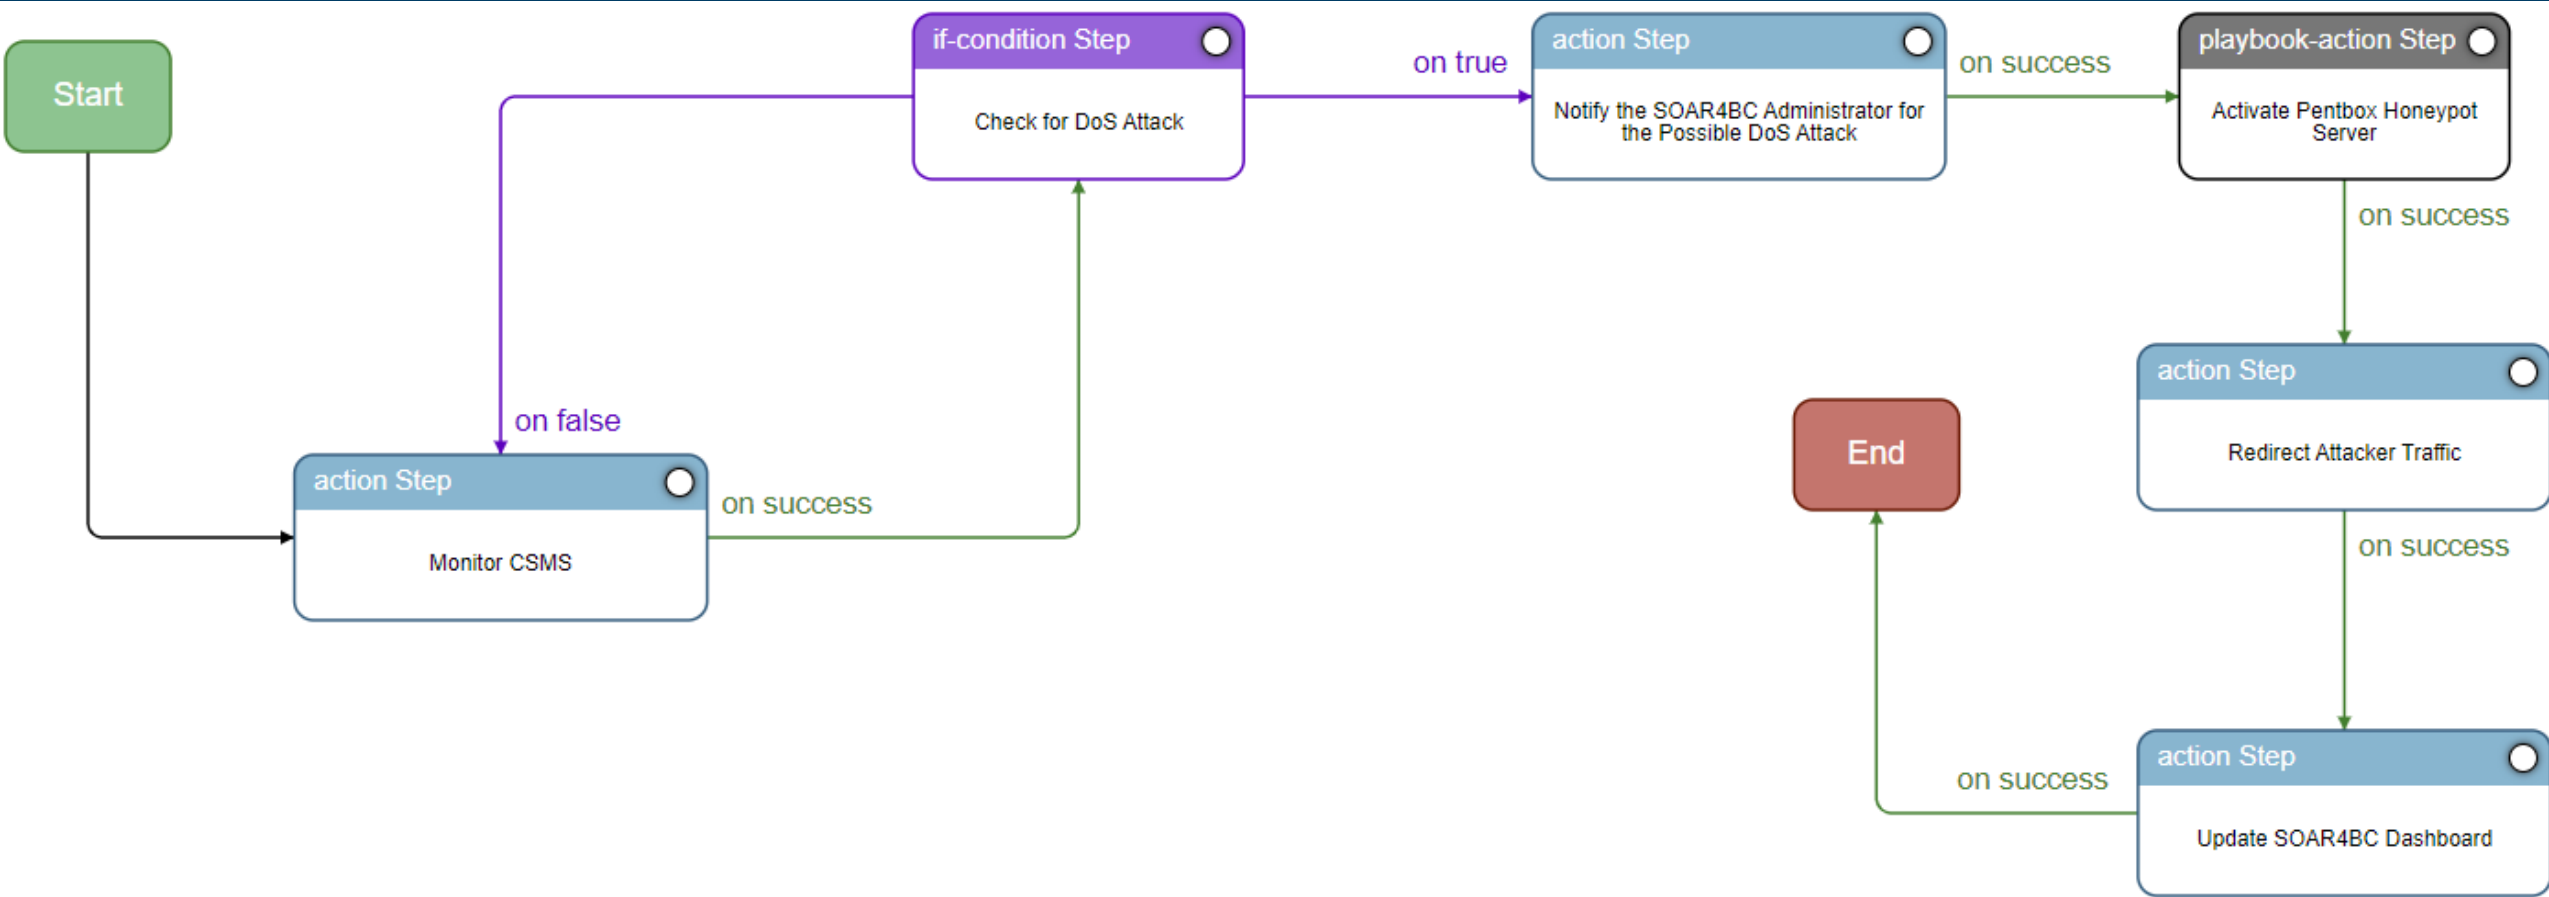 Start
if-condition Step
Check for DoS Attack
on true
action Step
Notify the SOAR4BC Administrator for
the Possible DoS Attack
on success
playbook-action Step
Activate Pentbox Honeypot
Server
on success
on false
action Step
Monitor CSMS
on success
End
action Step
Redirect Attacker Traffic
on success
on success
action Step
Update SOAR4BC Dashboard